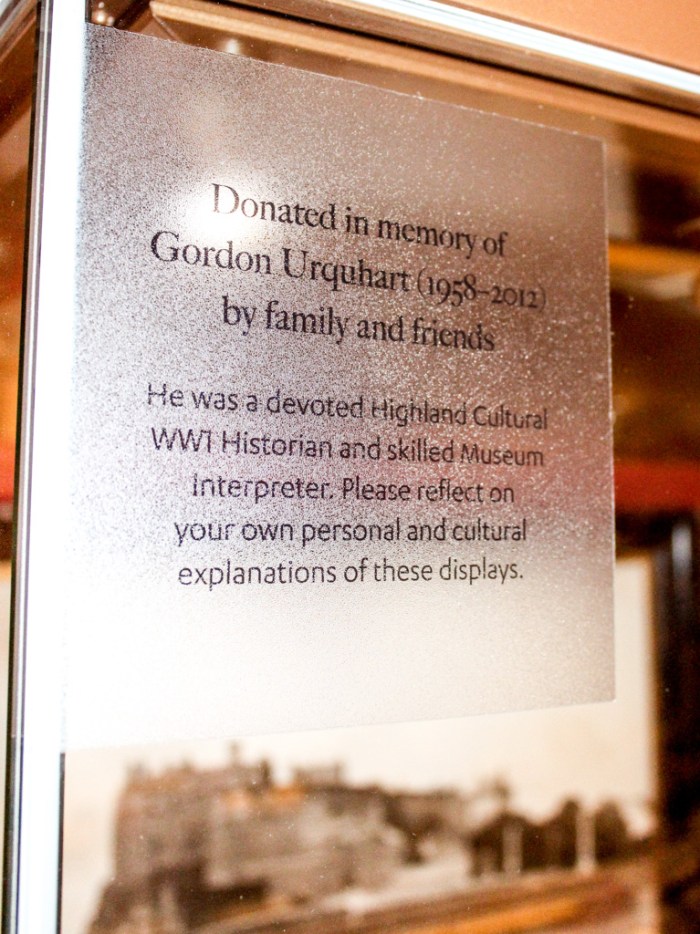 Donated in memory of
Gordon Urquhart (1958–2012)
by family and friends
He was a devoted Highland Cultural
WW1 Historian and skilled Museum
Interpreter. Please reflect on
your own personal and cultural
explanations of these displays.